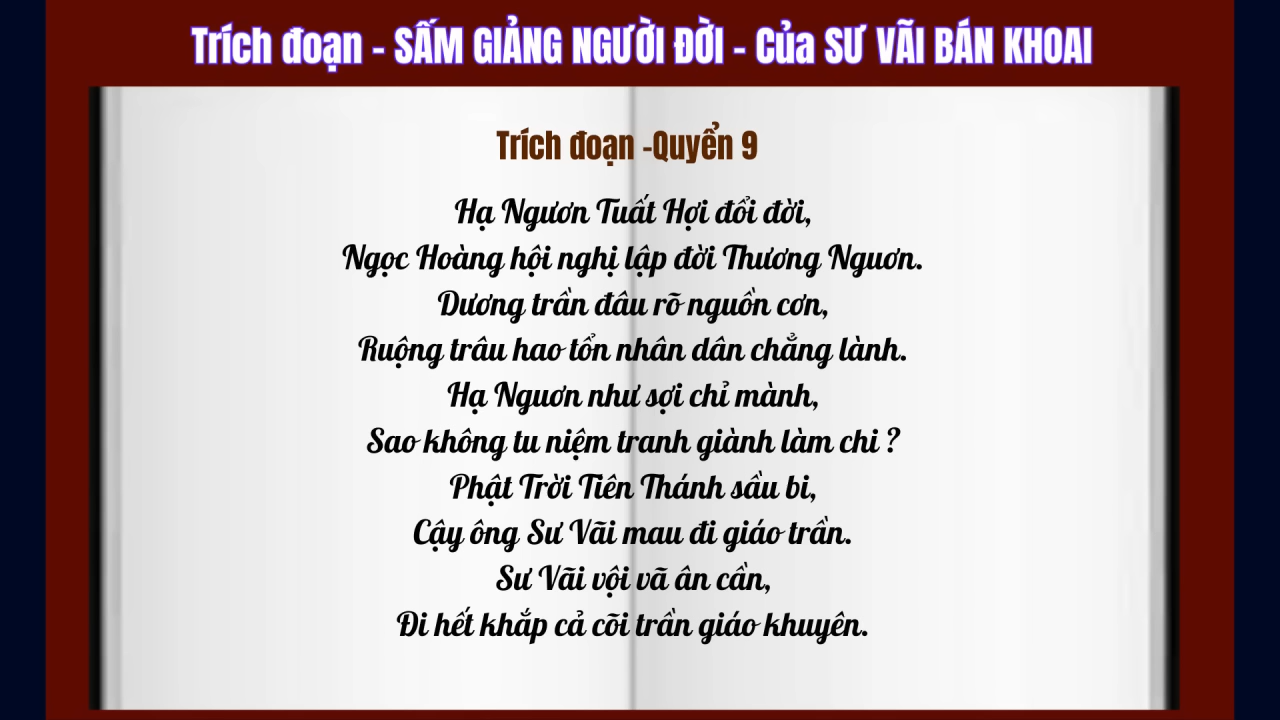 Trích đoạn - SẤM GIẢNG NGƯỜI ĐỜI - Của SƯ VÃI BÁN KHOAI
Trích đoạn -Quyển 9
Hạ Ngươn Tuất Hợi đổi đời,
Ngọc Hoàng hội nghị lập đời Thương Nguơn.
Dương trần đâu rõ nguồn cơn,
Ruộng trâu hao tổn nhân dân chẳng lành.
Hạ Nguơn như sợi chỉ mành,
Sao không tu niệm tranh giành làm chi ?
Phật Trời Tiên Thánh sầu bi,
Cậy ông Sư Vãi mau đi giáo trần.
Sư Vãi vội vã ân cần,
Đi hết khắp cả cõi trần giáo khuyên.